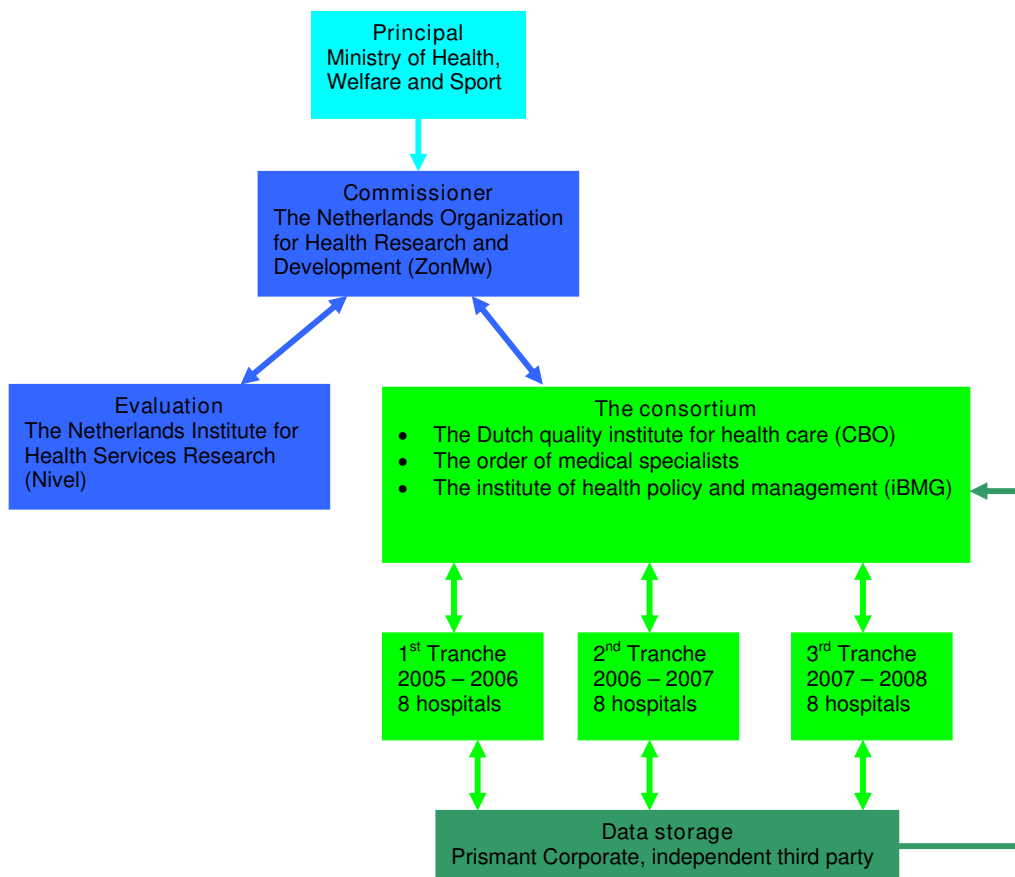 Principal
Ministry of Health,
Welfare and Sport
Commissioner
The Netherlands Organization
for Health Research and
Development (ZonMw)
Evaluation
The Netherlands Institute for
Health Services Research
(Nivel)
The consortium
• The Dutch quality institute for health care (CBO)
• The order of medical specialists
• The institute of health policy and management (iBMG)
1st Tranche
2005 – 2006
8 hospitals
2nd Tranche
2006 – 2007
8 hospitals
3rd Tranche
2007 – 2008
8 hospitals
Data storage
Prismant Corporate, independent third party